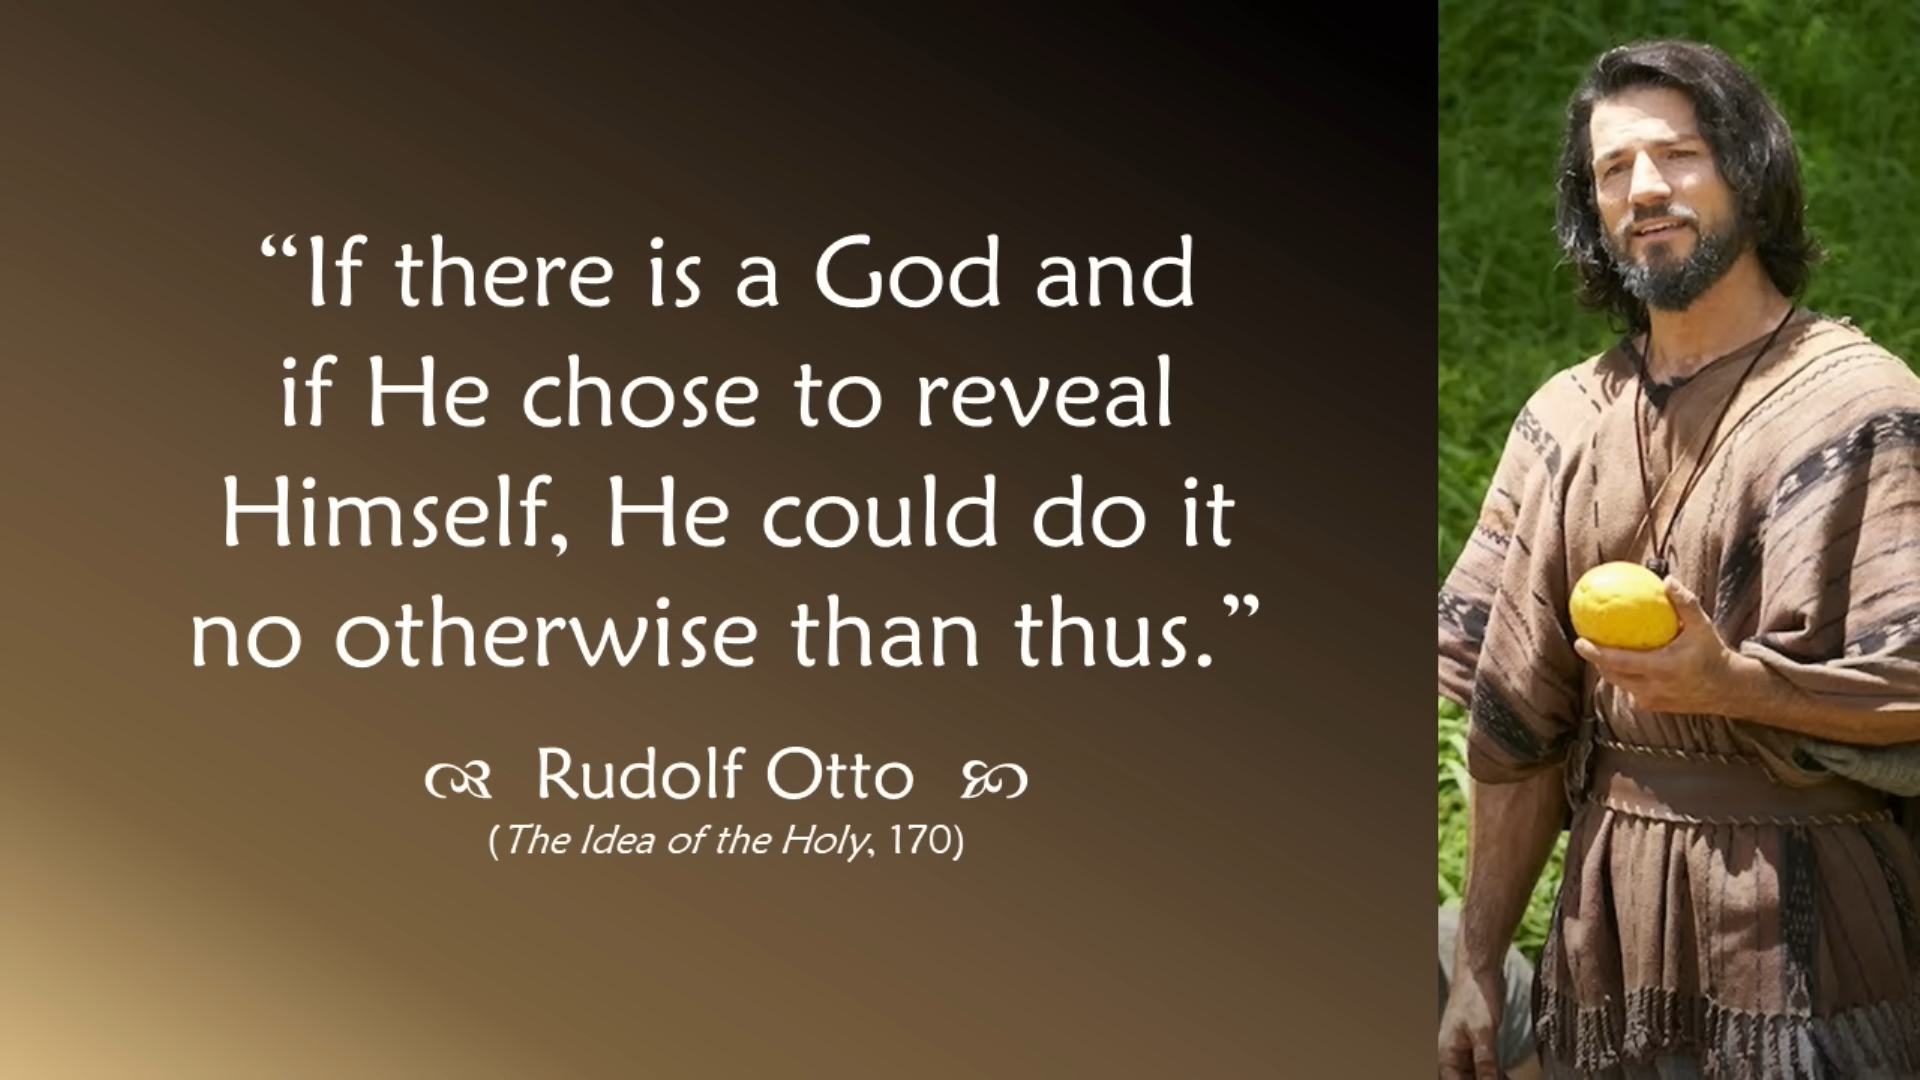 “If there is a God and
if He chose to reveal
Himself, He could do it
no otherwise than thus.”
Rudolf Otto
(The Idea of the Holy, 170)